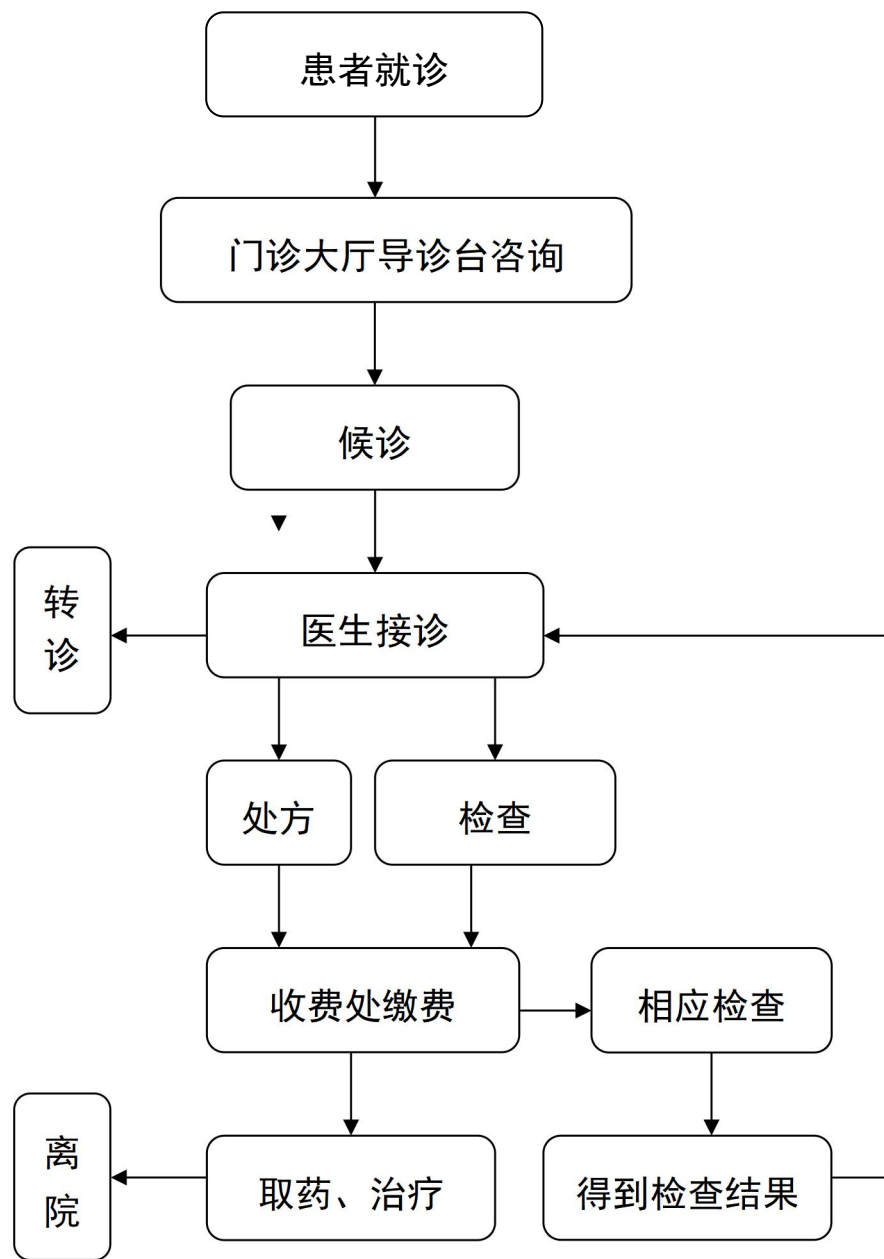 患者就诊
门诊大厅导诊台咨询
候诊
转
诊
医生接诊
处方
检查
收费处缴费
相应检查
离
院
取药、治疗
得到检查结果